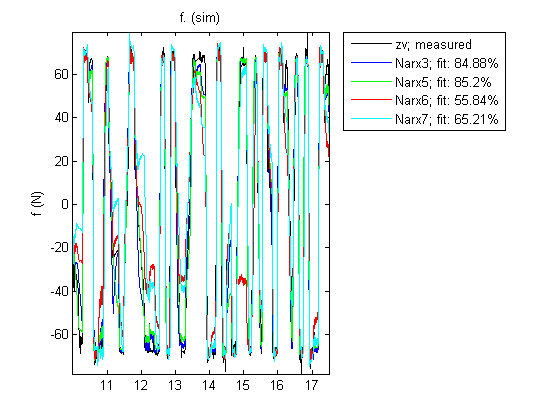 f. (sim)
zv; measured
Narx3; fit: 84.88%
Narx5; fit: 85.2%
Narx6; fit: 55.84%
Narx7; fit: 65.21%
60
40
20
0
-20
-40
-60
f (N)
11 12 13 14 15 16 17